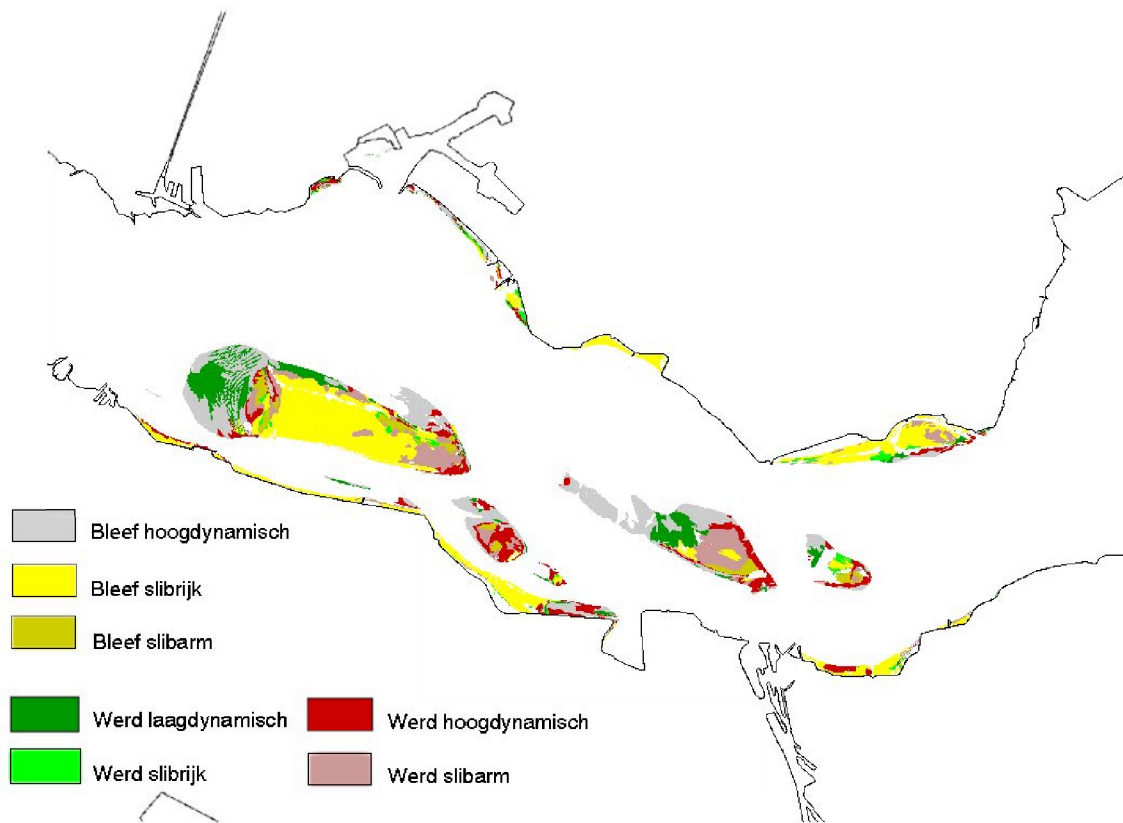 Bleef hoogdynamisch
Bleef slibrijk
Bleef slibarm
Werd laagdynamisch
Werd hoogdynamisch
Werd slibrijk
Werd slibarm